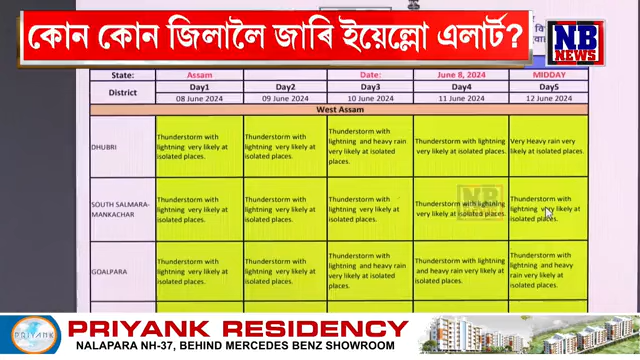 কোন কোন জিলালৈ জাৰি ইয়েল্লো এলাৰ্ট?
NB
NEWS
State: Assam Date: June 8, 2024 MIDDAY
District Day1 Day2 Day3 Day4 Day5
08 June 2024 09 June 2024 10 June 2024 11 June 2024 12 June 2024
West Assam
DHUBRI
Thunderstorm with
lightning very likely at
isolated places.
Thunderstorm with
lightning very likely at
isolated places.
Thunderstorm with
lightning and heavy rain
very likely at isolated
places.
Thunderstorm with lightning
very likely at isolated places.
Very Heavy rain very
likely at isolated places.
SOUTH SALMARA-
MANKACHAR
Thunderstorm with
lightning very likely at
isolated places.
Thunderstorm with
lightning very likely at
isolated places.
Thunderstorm with
lightning very likely at
isolated places.
Thunderstorm with lightning
very likely at isolated places.
Thunderstorm with
lightning very likely at
isolated places.
NB
GOALPARA
Thunderstorm with
lightning very likely at
isolated places.
Thunderstorm with
lightning very likely at
isolated places.
Thunderstorm with
lightning and heavy rain
very likely at isolated
places.
Thunderstorm with lightning
and heavy rain very likely at
isolated places.
Thunderstorm with
lightning and heavy
rain very likely at
isolated places.
PRIYANK
PRIYANK RESIDENCY
NALAPARA NH-37, BEHIND MERCEDES BENZ SHOWROOM